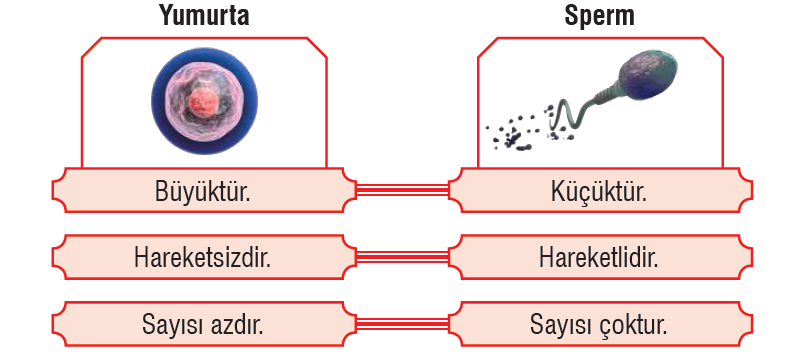 Yumurta Sperm
Büyüktür. Küçüktür.
Hareketsizdir. Hareketlidir.
Sayısı azdır. Sayısı çoktur.